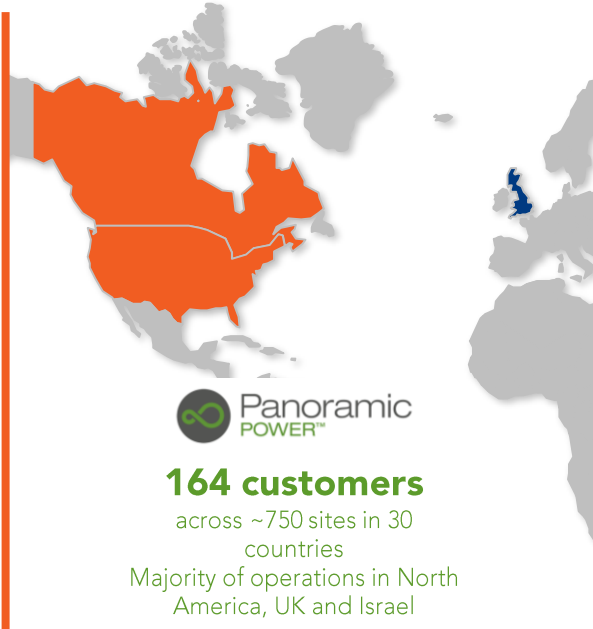 Panoramic
POWER™
164 customers
across ~750 sites in 30
countries
Majority of operations in North
America, UK and Israel